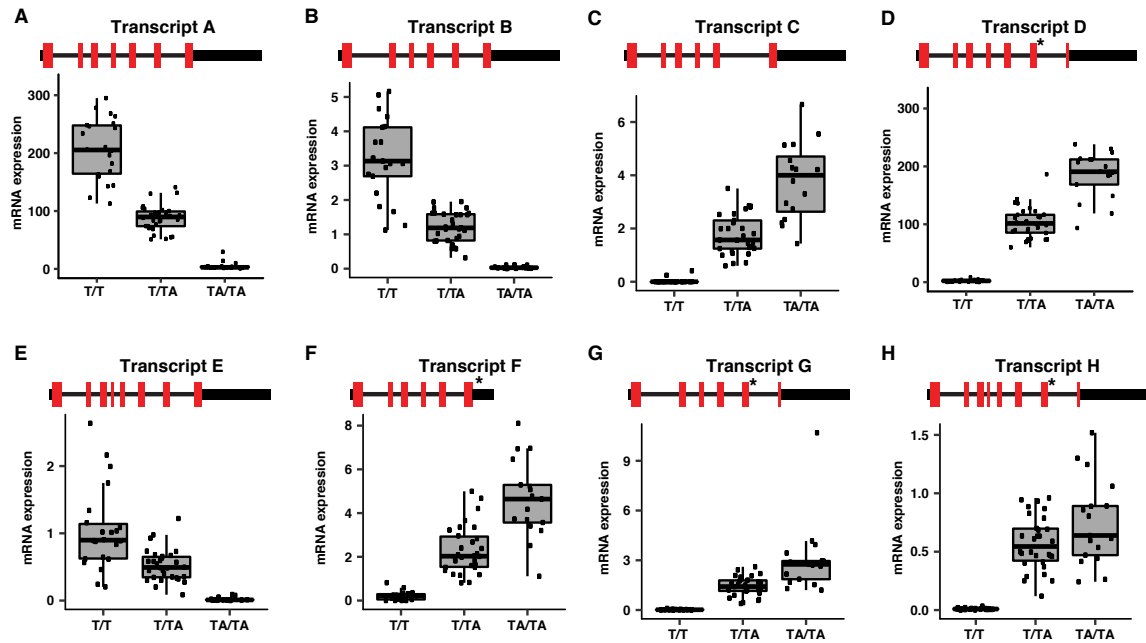 A
Transcript A
mRNA expression
300
200
100
0
T/T T/TA TA/TA
B
Transcript B
mRNA expression
5
4
3
2
1
0
T/T T/TA TA/TA
C
Transcript C
mRNA expression
6
4
2
0
T/T T/TA TA/TA
D
Transcript D
*
mRNA expression
300
200
100
0
T/T T/TA TA/TA
E
Transcript E
mRNA expression
2
1
0
T/T T/TA TA/TA
F
Transcript F
*
mRNA expression
8
6
4
2
0
T/T T/TA TA/TA
G
Transcript G
*
mRNA expression
9
6
3
0
T/T T/TA TA/TA
H
Transcript H
*
mRNA expression
1.5
1.0
0.5
0.0
T/T T/TA TA/TA